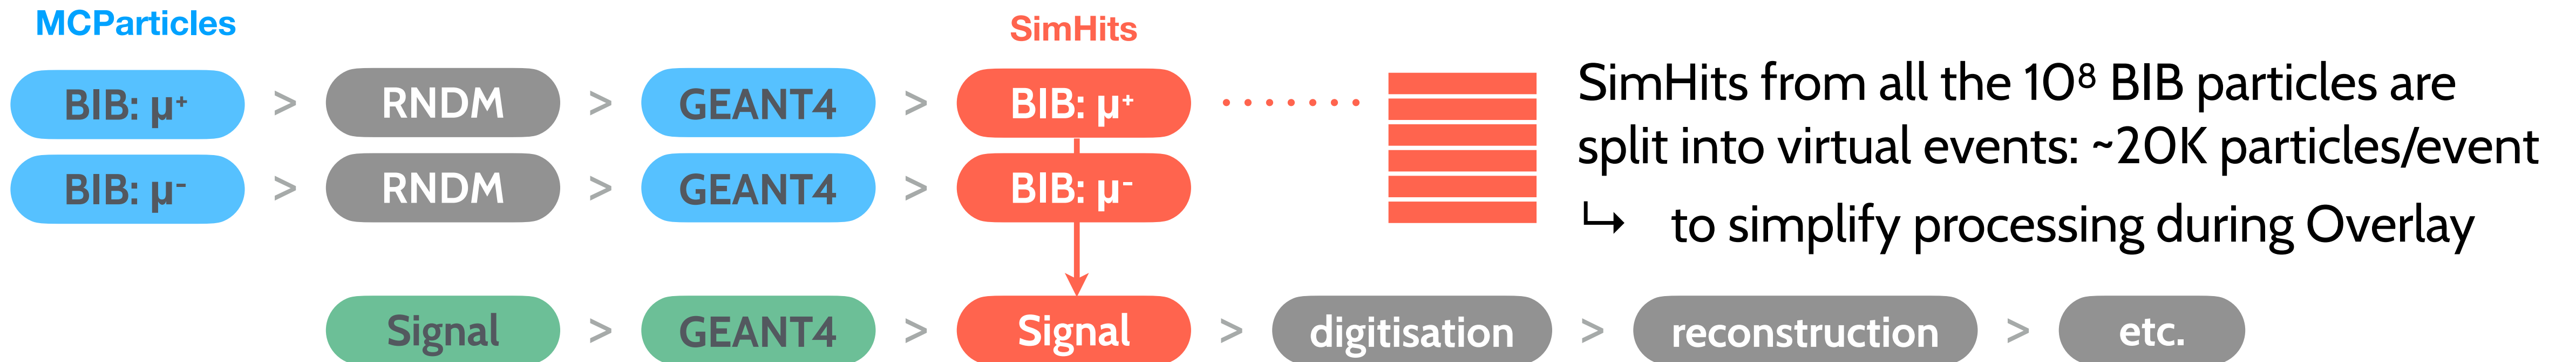 MCParticles SimHits
BIB: μ⁺ > RNDM > GEANT4 > BIB: μ⁺
BIB: μ⁻ > RNDM > GEANT4 > BIB: μ⁻
SimHits from all the 10⁸ BIB particles are
split into virtual events: ~20K particles/event
↳ to simplify processing during Overlay
Signal > GEANT4 > Signal > digitisation > reconstruction > etc.